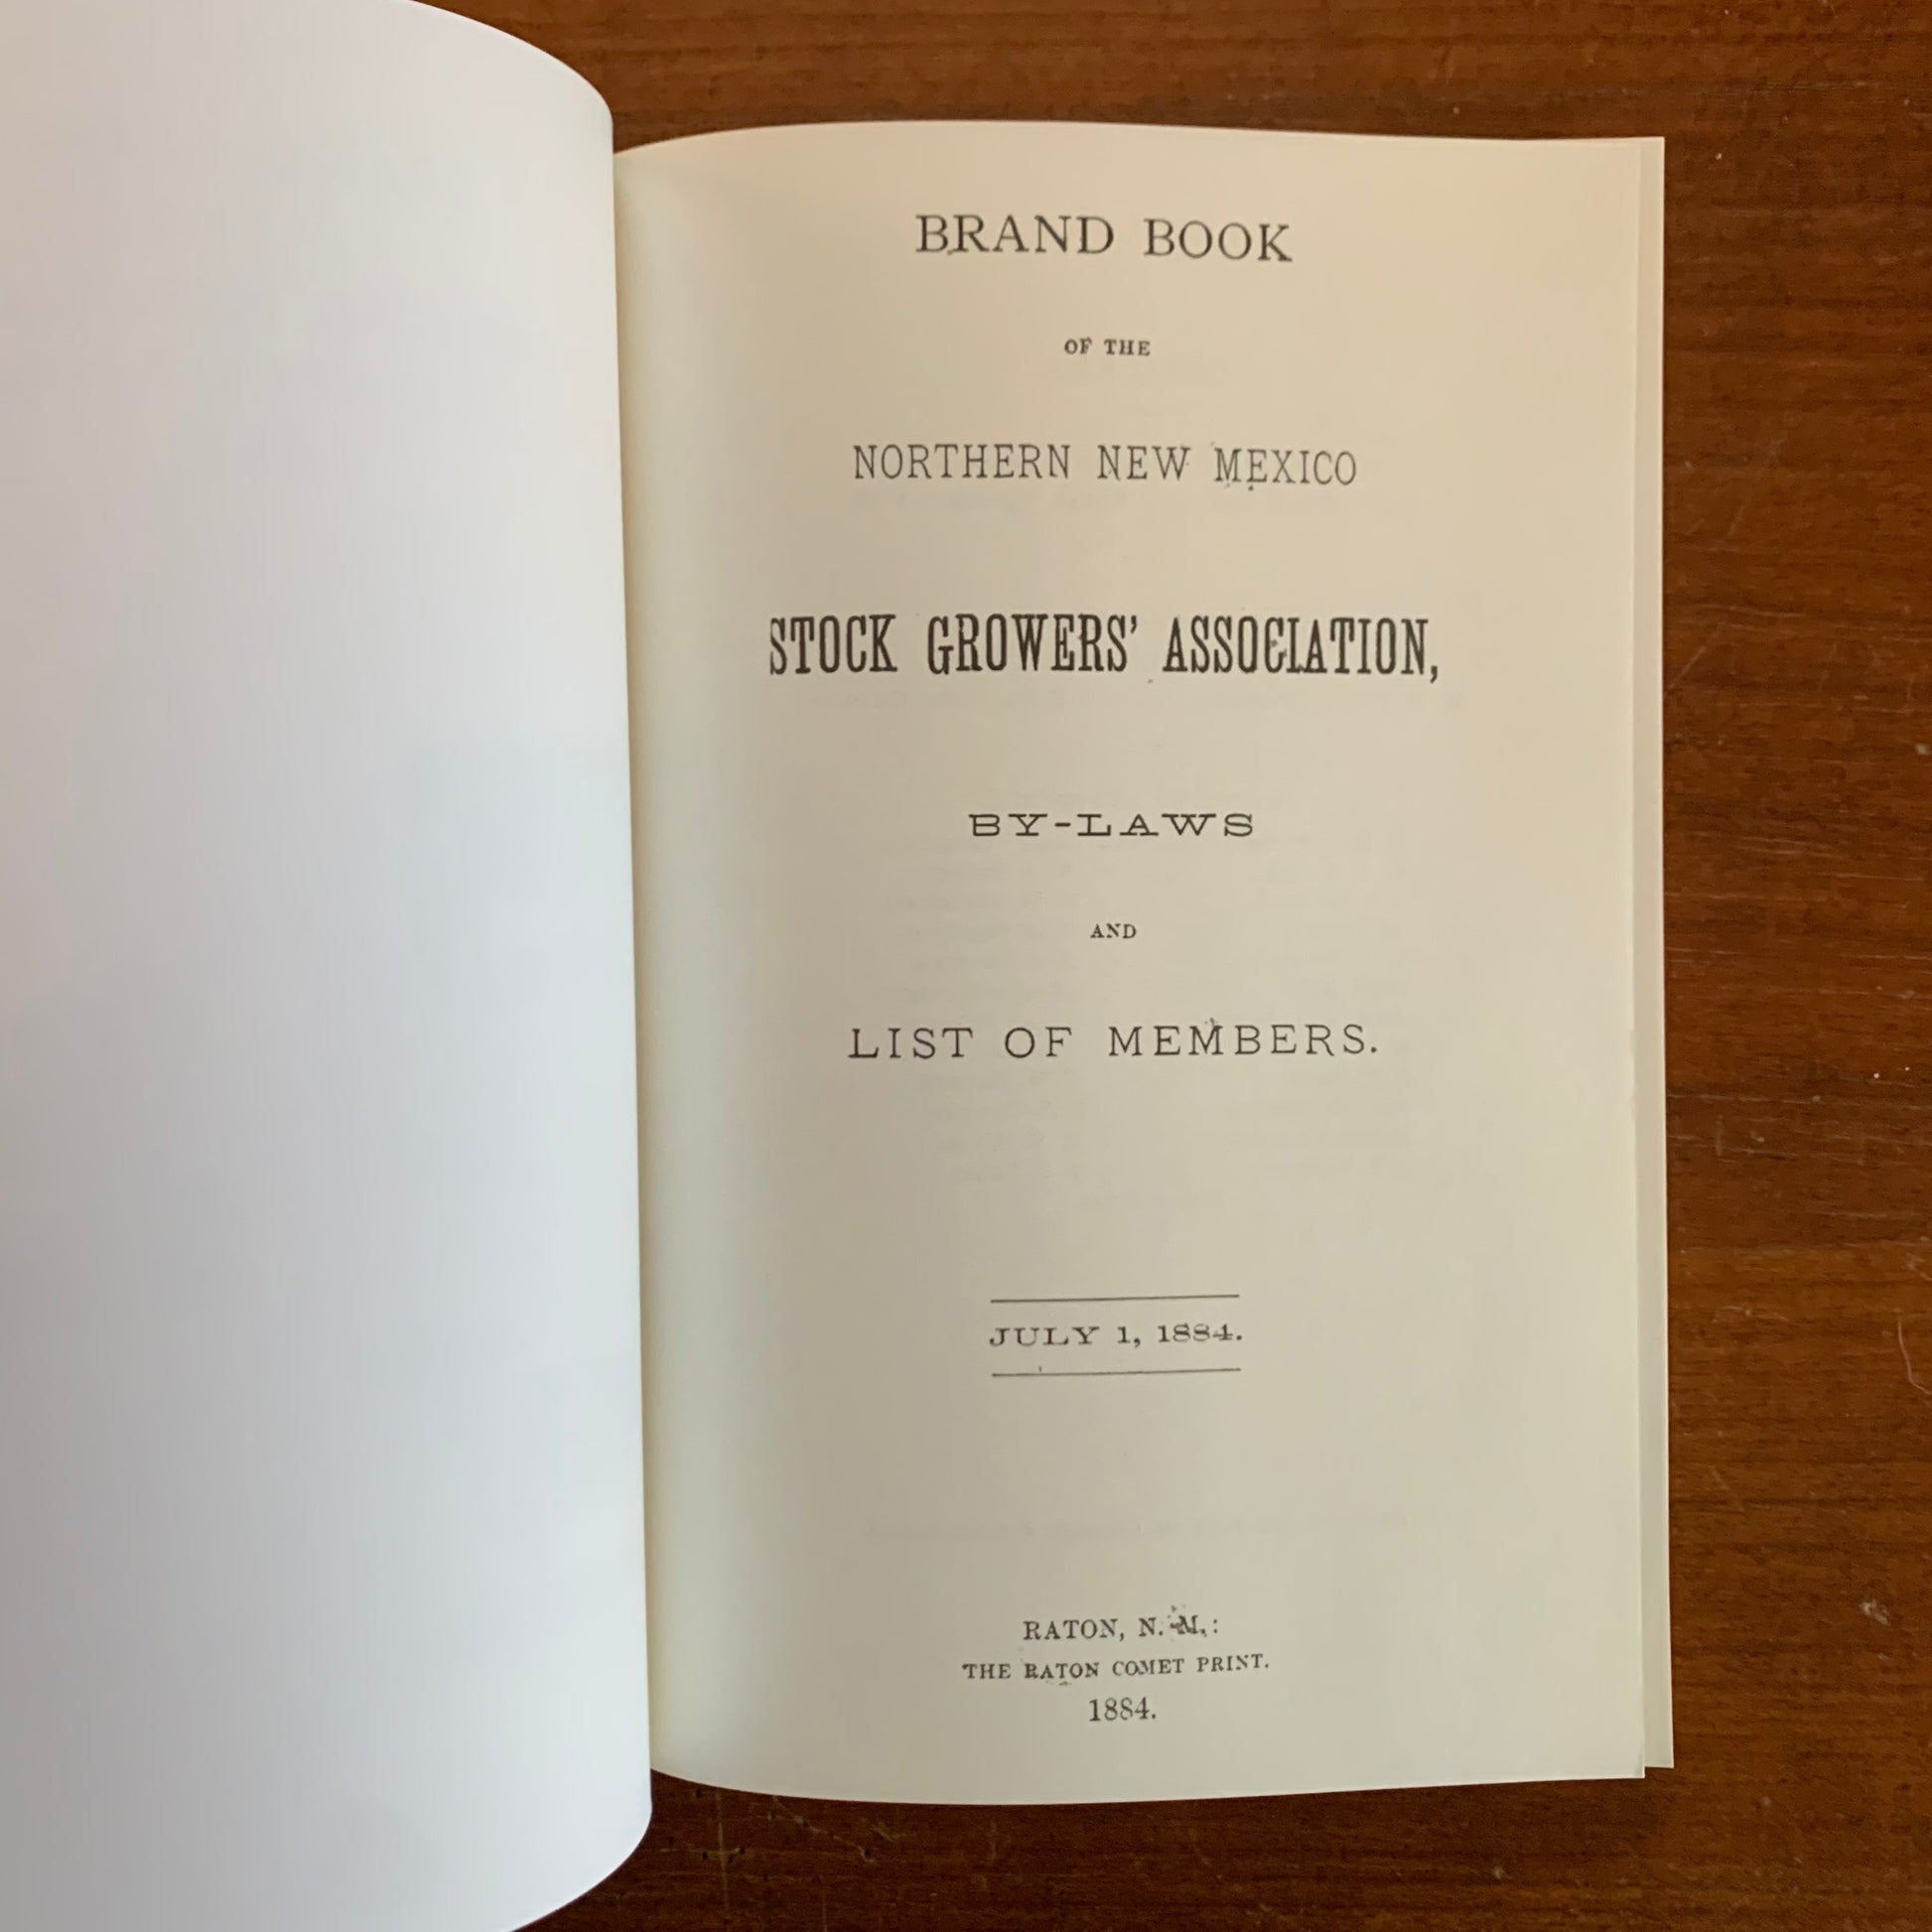 BRAND BOOK
OF THE
NORTHERN NEW MEXICO
STOCK GROWERS' ASSOCIATION,
BY-LAWS
AND
LIST OF MEMBERS.
JULY 1, 1884.
RATON, N. M.:
THE RATON COMET PRINT.
1884.